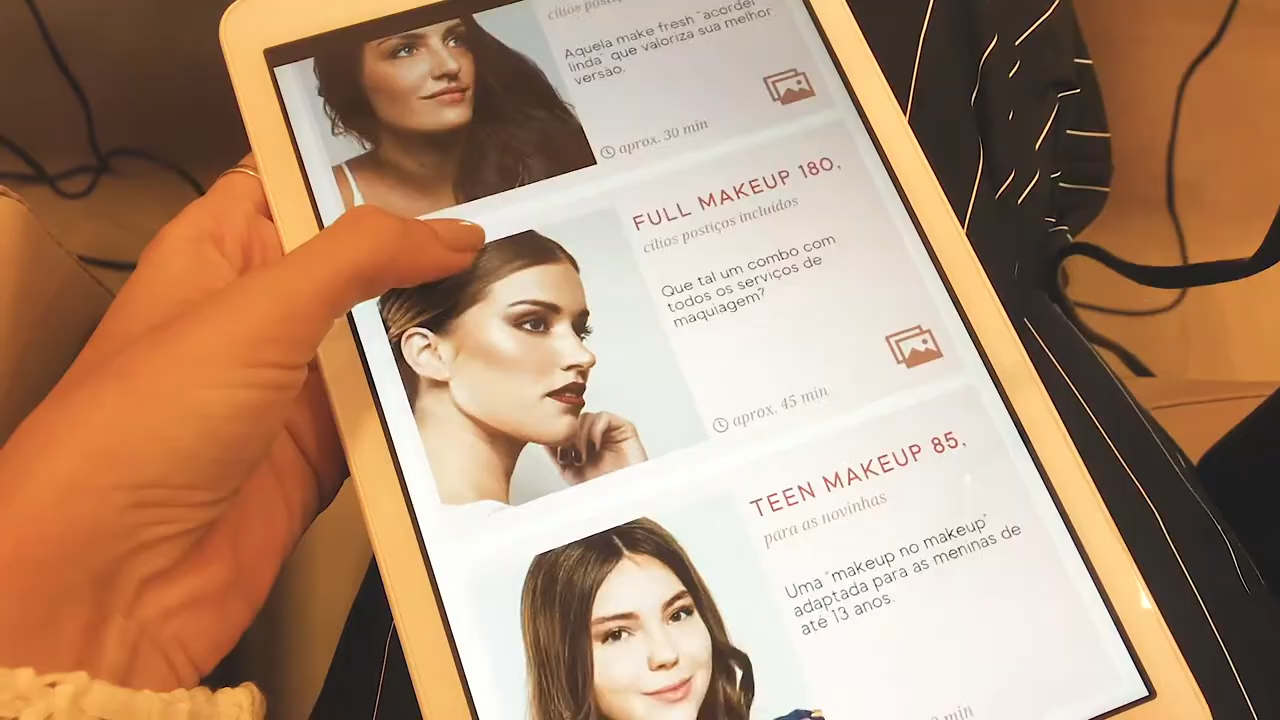 cílios
Aquela make fresh "acordei
linda" que valoriza sua melhor
versão.
aprox. 30 min
FULL MAKEUP 180,
cílios postiços incluídos
Que tal um combo com
todos os serviços de
maquiagem?
aprox. 45 min
TEEN MAKEUP 85,
para as novinhas
Uma "makeup no makeup"
adaptada para as meninas de
até 13 anos.
min